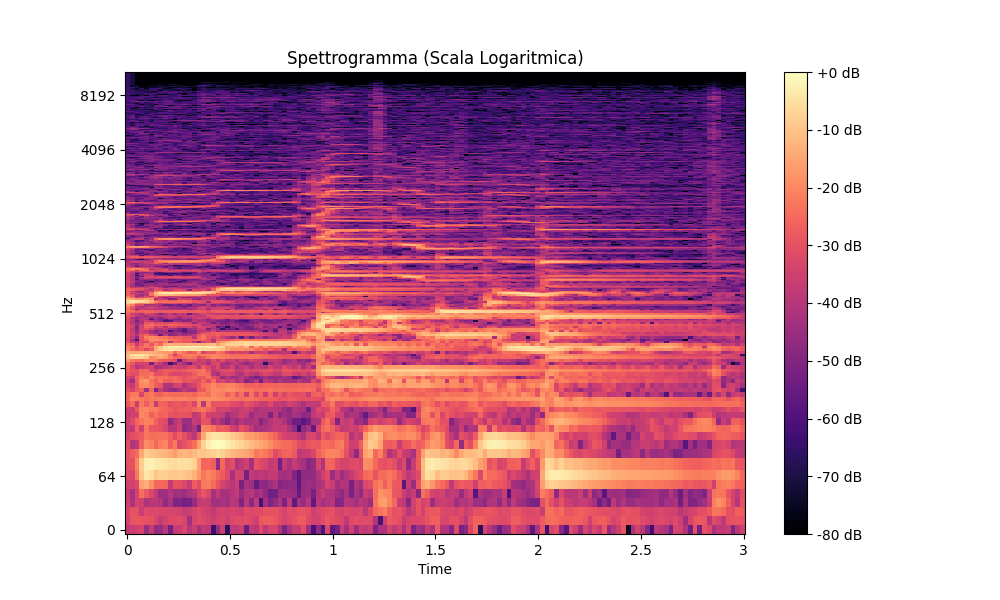 Spettrogramma (Scala Logaritmica)
Hz
8192
4096
2048
1024
512
256
128
64
0
0
0.5
1
1.5
2
2.5
3
Time
+0 dB
-10 dB
-20 dB
-30 dB
-40 dB
-50 dB
-60 dB
-70 dB
-80 dB